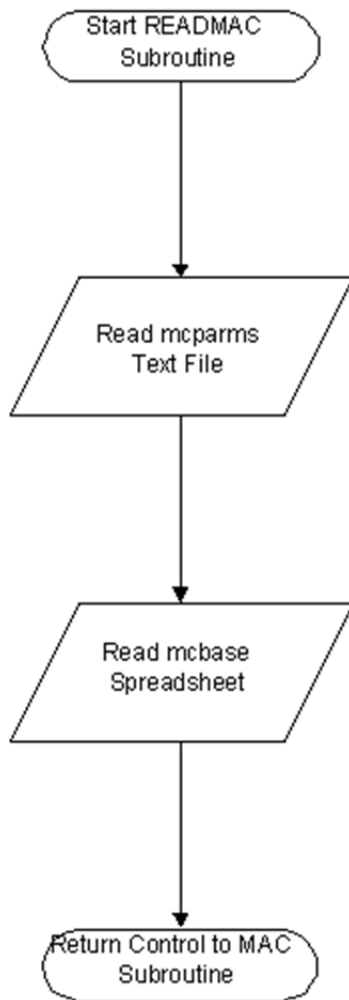 Start READMAC
Subroutine
Read mcparms
Text File
Read mcbase
Spreadsheet
Return Control to MAC
Subroutine